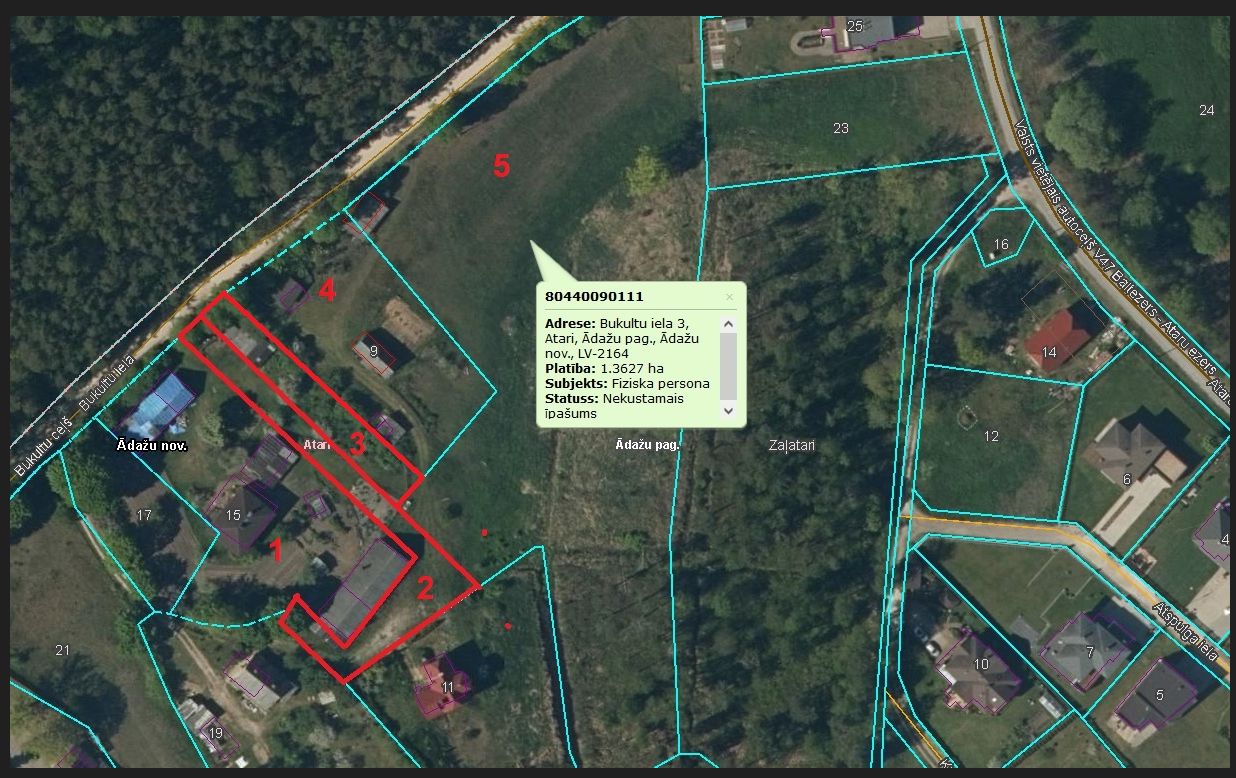 25
24
23
5
Valsts vietējais autoceļš V47 Baltezers - Ataru ezers
16
4
80440090111
Adrese: Bukultu iela 3,
Atari, Ādažu pag., Ādažu
nov., LV-2164
Platība: 1.3627 ha
Subjekts: Fiziska persona
Statuss: Nekustamais
īpašums
9
14
Bukultu iela
Bukultu ceļš
Ādažu nov.
Atari
3
Ādažu pag.
Zaļatari
12
6
17
15
4
1
2
Atspulga iela
21
7
10
11
5
19